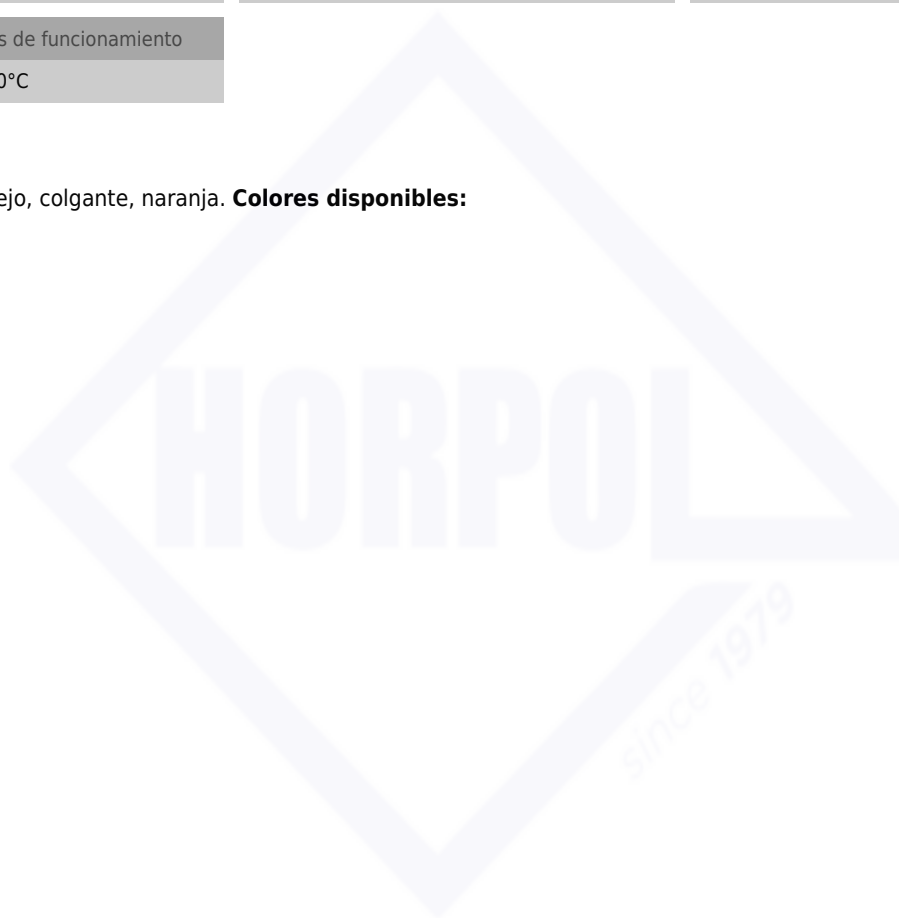 s de funcionamiento
0°C
ejo, colgante, naranja. Colores disponibles:
HORPOL
since 1979